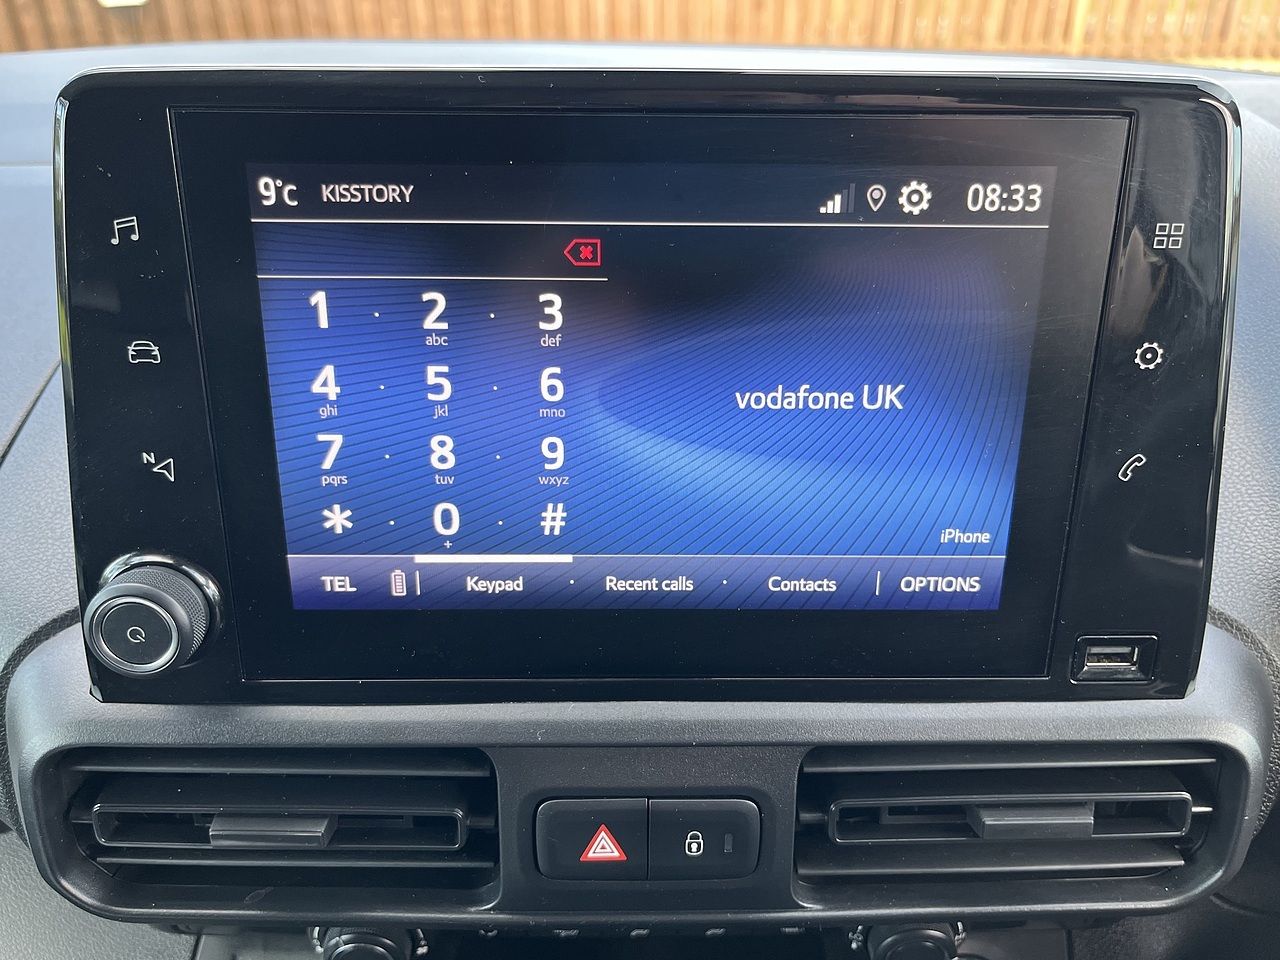 9°C KISSTORY 08:33
1 2 3
abc def
4 5 6
ghi jkl mno
vodafone UK
7 8 9
pqrs tuv wxyz
* 0 #
+
iPhone
TEL Keypad Recent calls Contacts OPTIONS
N